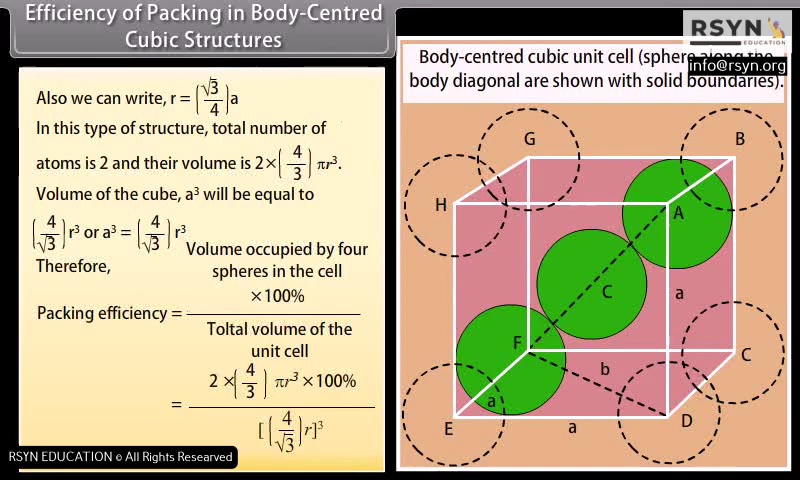 Efficiency of Packing in Body-Centred
Cubic Structures
RSYN
EDUCATION
info@rsyn.org
Also we can write, r = (√3/4)a
In this type of structure, total number of
atoms is 2 and their volume is 2×(4/3) πr³.
Volume of the cube, a³ will be equal to
(4/√3) r³ or a³ = (4/√3) r³
Therefore,
Volume occupied by four
spheres in the cell
×100%
Packing efficiency =
Toltal volume of the
unit cell
2 ×(4/3) πr³ ×100%
=
[(4/√3)r]³
RSYN EDUCATION © All Rights Researved
Body-centred cubic unit cell (sphere along the
body diagonal are shown with solid boundaries).
G
B
H
A
C
a
F
C
b
a
E
a
D